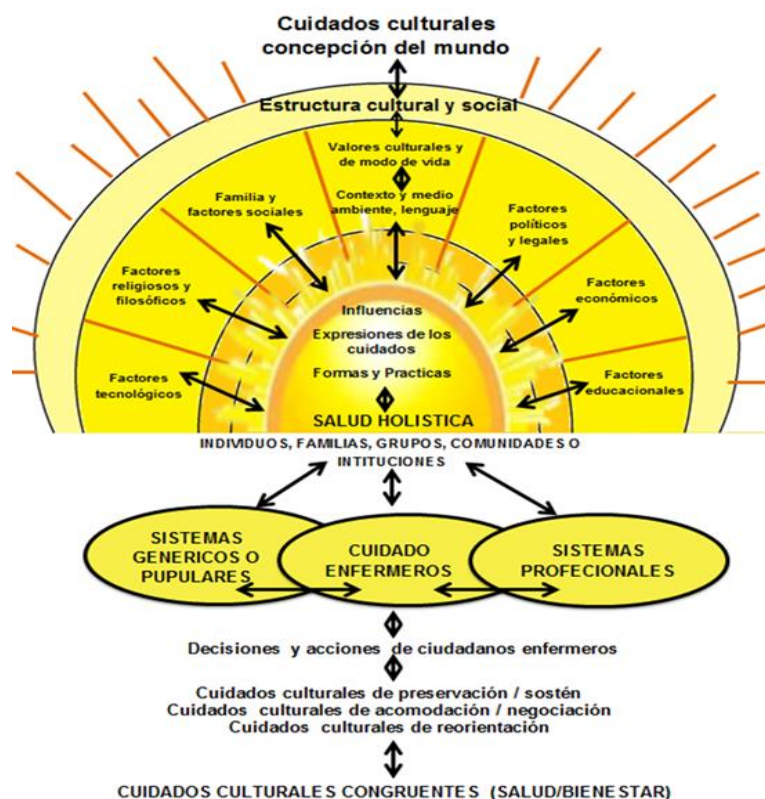 Cuidados culturales
concepción del mundo
Estructura cultural y social
Valores culturales y
de modo de vida
Contexto y medio
ambiente, lenguaje
Familia y
factores sociales
Factores
políticos
y legales
Factores
religiosos y
filosóficos
Factores
económicos
Factores
tecnológicos
Factores
educacionales
Influencias
Expresiones de los
cuidados
Formas y Practicas
SALUD HOLISTICA
INDIVIDUOS, FAMILIAS, GRUPOS, COMUNIDADES O
INTITUCIONES
SISTEMAS
GENERICOS O
PUPULARES
CUIDADO
ENFERMEROS
SISTEMAS
PROFECIONALES
Decisiones y acciones de ciudadanos enfermeros
Cuidados culturales de preservación / sostén
Cuidados culturales de acomodación / negociación
Cuidados culturales de reorientación
CUIDADOS CULTURALES CONGRUENTES (SALUD/BIENESTAR)